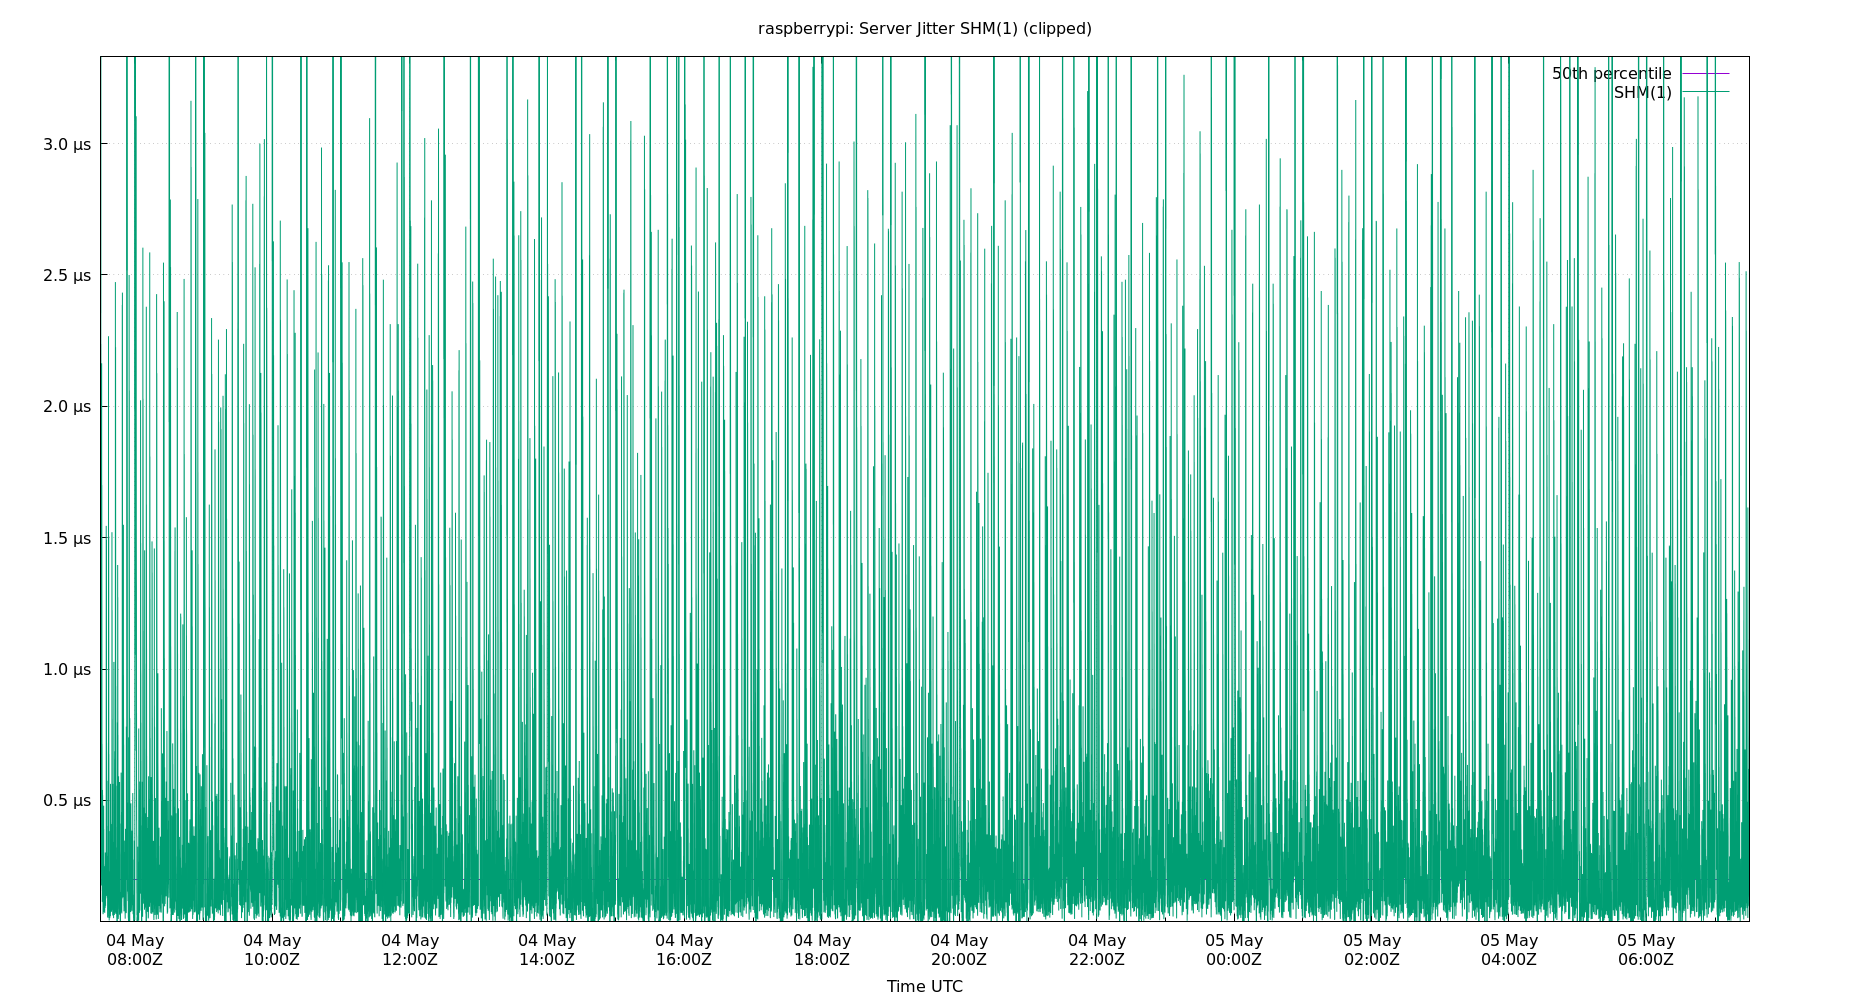 raspberrypi: Server Jitter SHM(1) (clipped)
50th percentile
SHM(1)
3.0 µs
2.5 µs
2.0 µs
1.5 µs
1.0 µs
0.5 µs
04 May 04 May 04 May 04 May 04 May 04 May 04 May 04 May 05 May 05 May 05 May 05 May
08:00Z 10:00Z 12:00Z 14:00Z 16:00Z 18:00Z 20:00Z 22:00Z 00:00Z 02:00Z 04:00Z 06:00Z
Time UTC